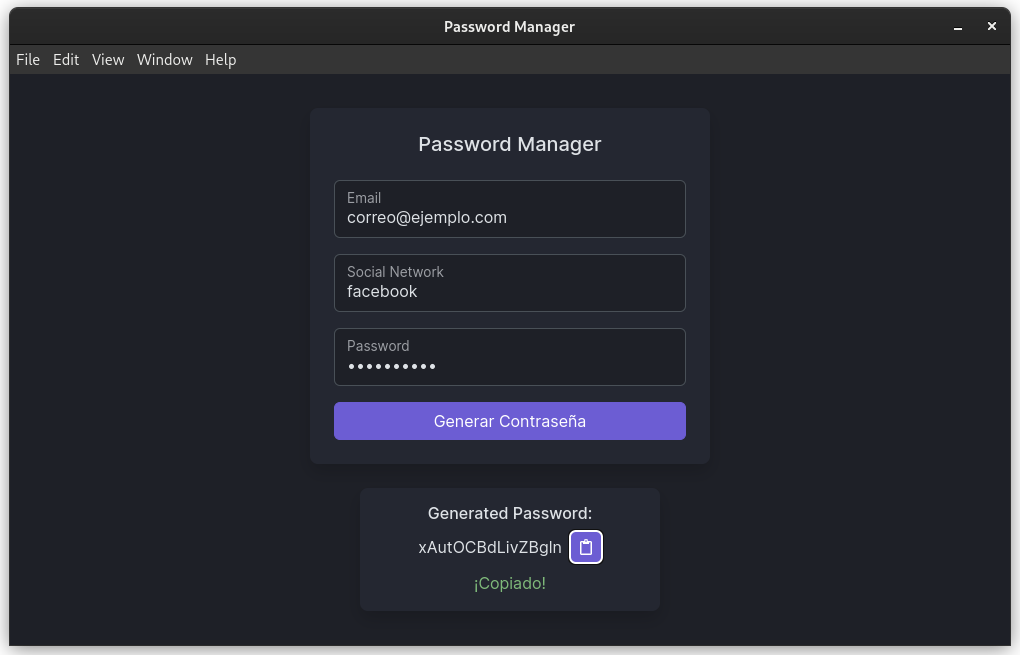 Password Manager
File Edit View Window Help
Password Manager
Email
correo@ejemplo.com
Social Network
facebook
Password
••••••••••
Generar Contraseña
Generated Password:
xAutOCBdLivZBgln
¡Copiado!